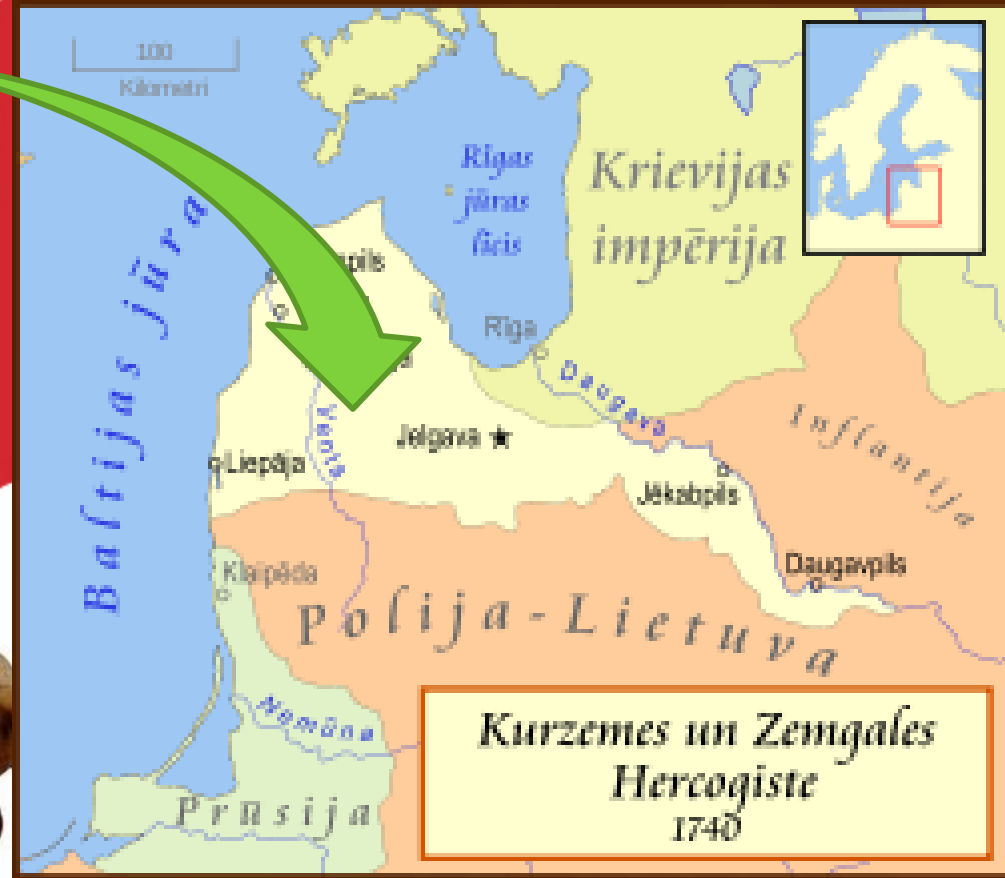 100
Kilometri
Rīgas
jūras
līcis
Krievijas
impērija
Baltijas jūra
pils
Rīga
Daugava
Venta
Inflantija
Jelgava
Liepāja
Jēkabpils
Daugavpils
Klaipēda
Polija-Lietuva
Nemūna
Prūsija
Kurzemes un Zemgales
Hercogiste
1740